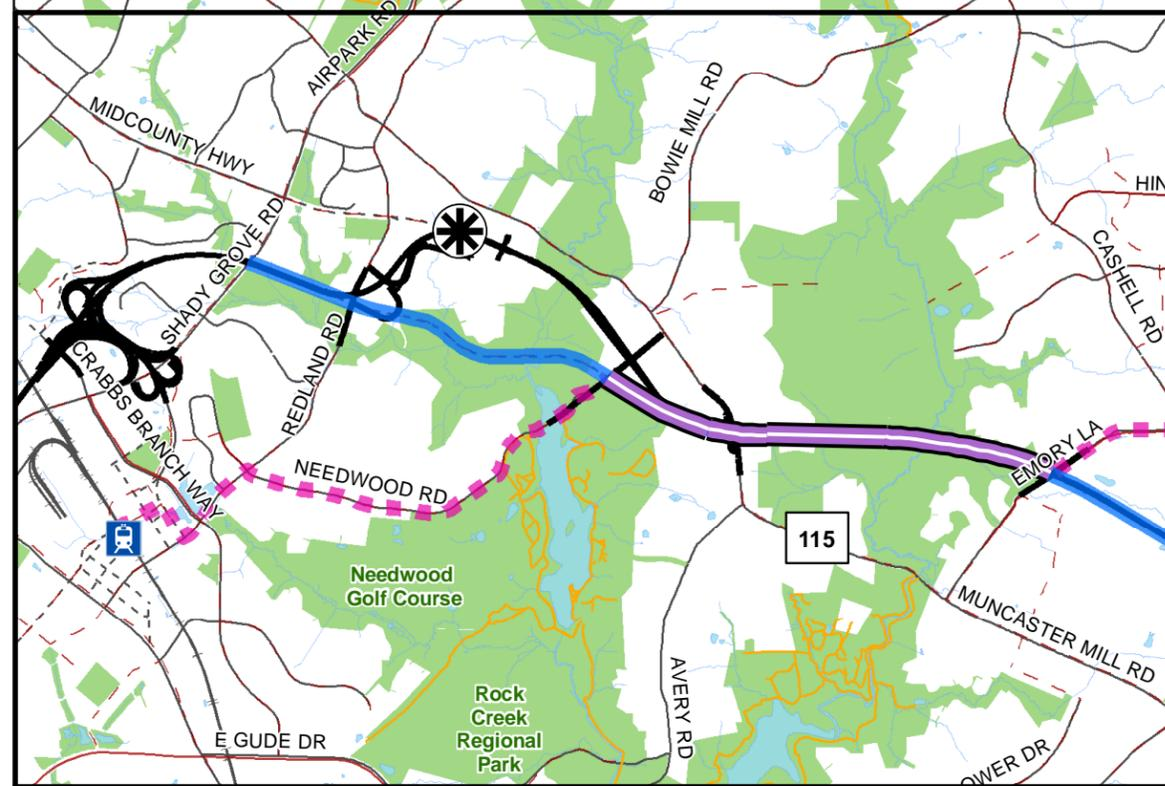 AIRPARK RD
MIDCOUNTY HWY
BOWIE MILL RD
HIN
SHADY GROVE RD
CASHELL RD
REDLAND RD
CRABBS BRANCH WAY
NEEDWOOD RD
EMORY LA
115
Needwood
Golf Course
MUNCASTER MILL RD
AVERY RD
Rock
Creek
Regional
Park
E GUDE DR
OWER DR